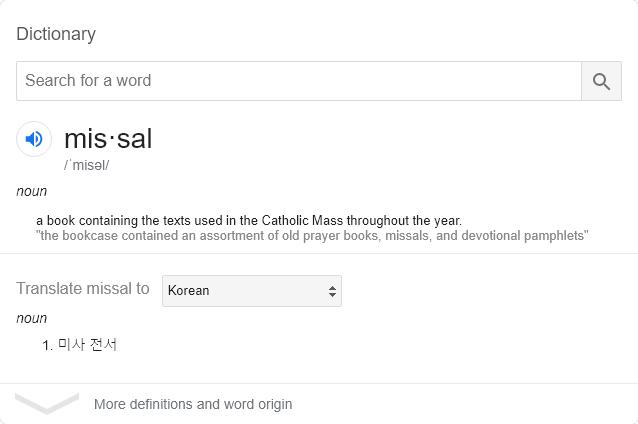 Dictionary
Search for a word
mis·sal
/ˈmisəl/
noun
a book containing the texts used in the Catholic Mass throughout the year.
"the bookcase contained an assortment of old prayer books, missals, and devotional pamphlets"
Translate missal to Korean
noun
1. 미사 전서
More definitions and word origin